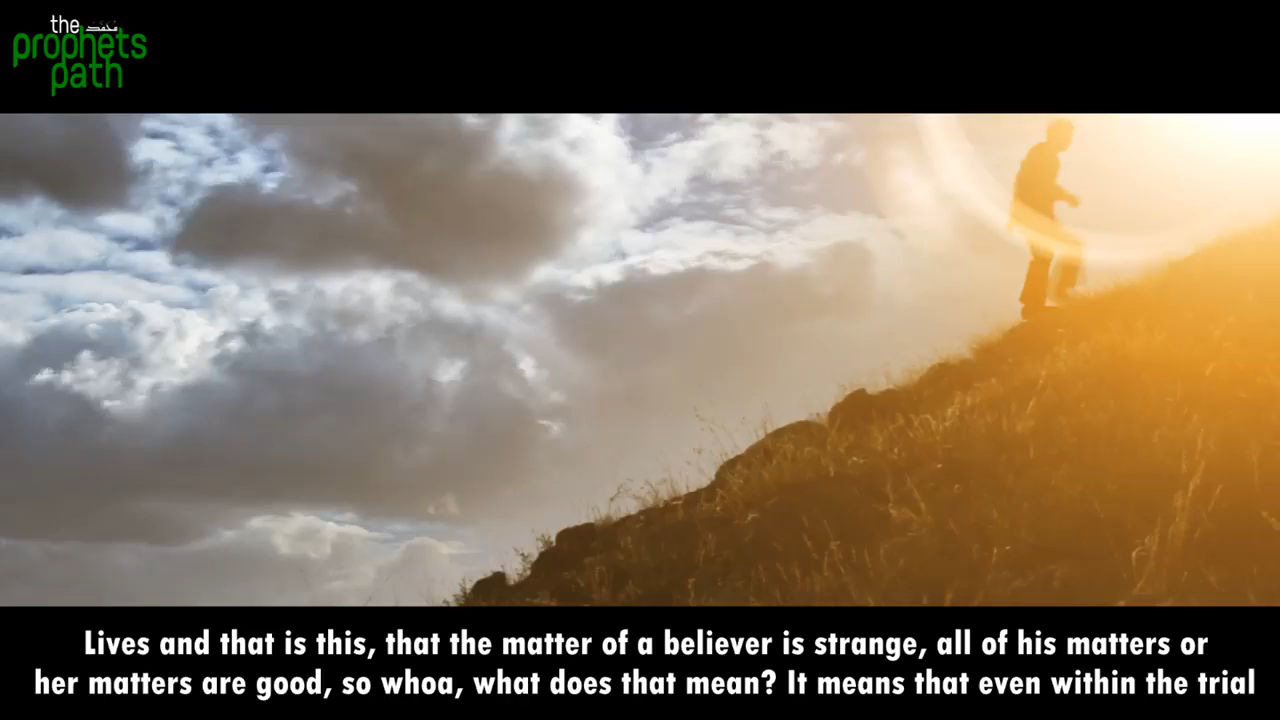 the محمد
prophets
path
Lives and that is this, that the matter of a believer is strange, all of his matters or
her matters are good, so whoa, what does that mean? It means that even within the trial